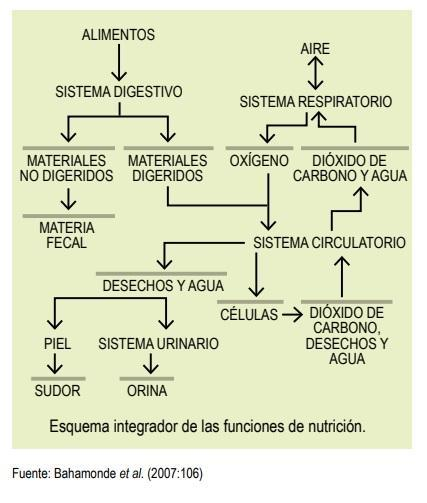 ALIMENTOS
AIRE
SISTEMA DIGESTIVO
SISTEMA RESPIRATORIO
MATERIALES
NO DIGERIDOS
MATERIALES
DIGERIDOS
OXÍGENO
DIÓXIDO DE
CARBONO Y AGUA
MATERIA
FECAL
SISTEMA CIRCULATORIO
DESECHOS Y AGUA
CÉLULAS
DIÓXIDO DE
CARBONO,
DESECHOS Y
AGUA
PIEL
SISTEMA URINARIO
SUDOR
ORINA
Esquema integrador de las funciones de nutrición.
Fuente: Bahamonde et al. (2007:106)